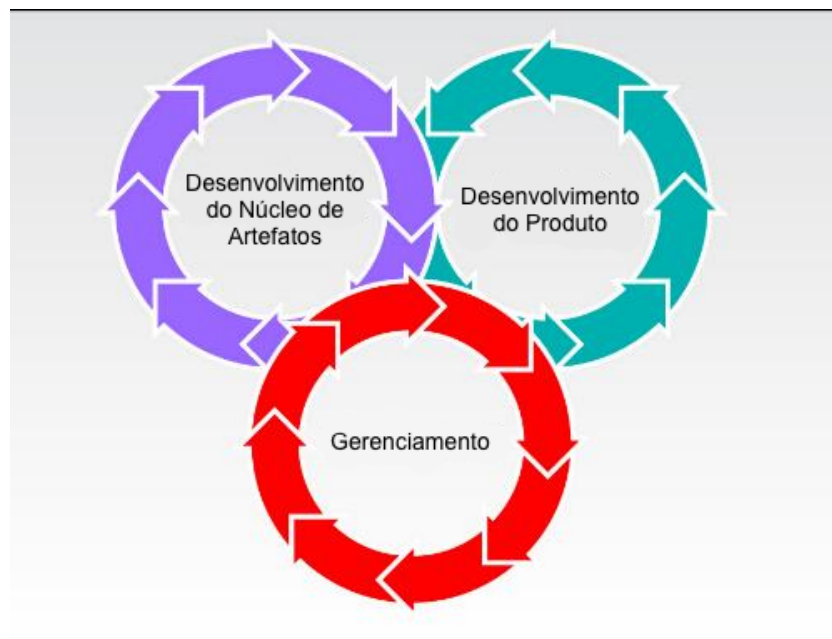 Desenvolvimento
do Núcleo de
Artefatos
Desenvolvimento
do Produto
Gerenciamento